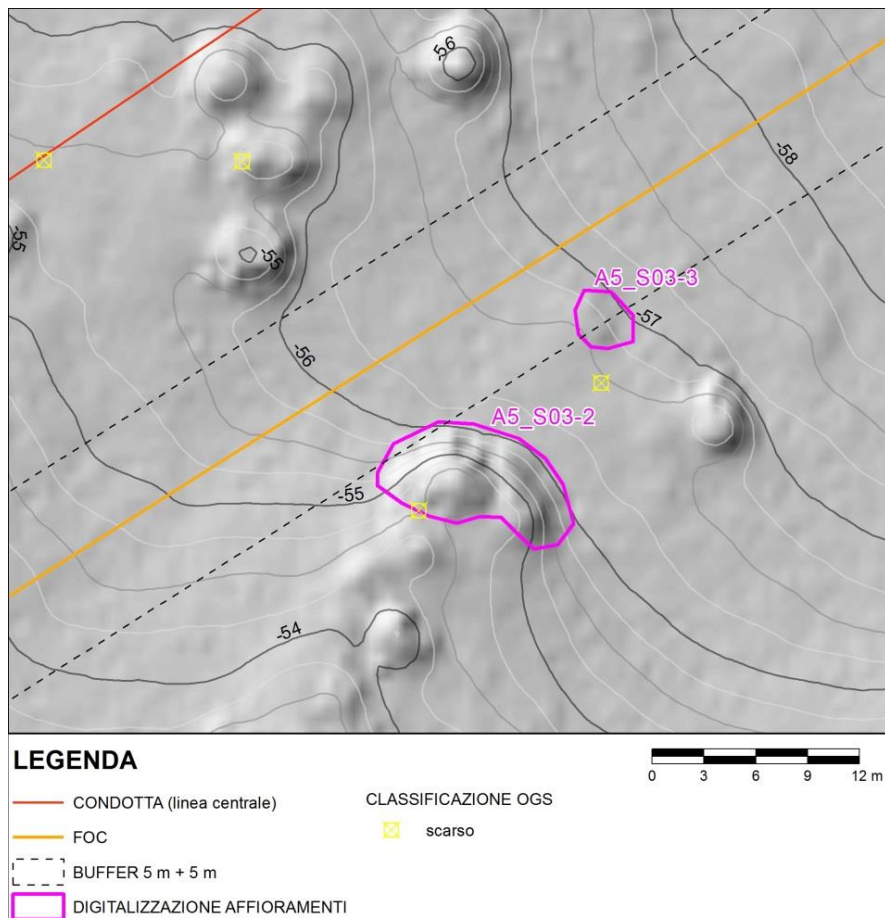 -56
-58
-55
-55
A5_S03-3
-57
-56
A5_S03-2
-55
-54
LEGENDA
0 3 6 9 12 m
CONDOTTA (linea centrale)
CLASSIFICAZIONE OGS
FOC
scarso
BUFFER 5 m + 5 m
DIGITALIZZAZIONE AFFIORAMENTI